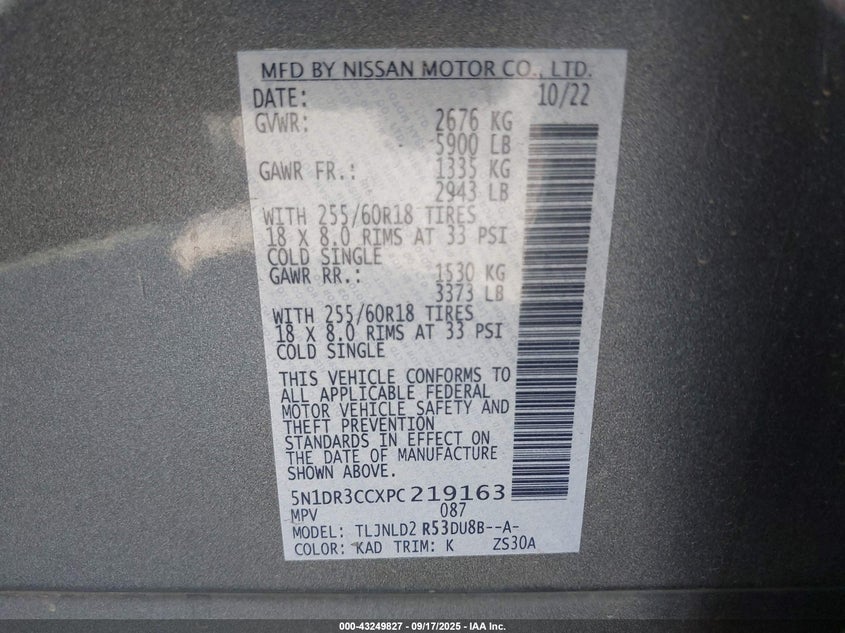 MFD BY NISSAN MOTOR CO., LTD.
DATE: 10/22
GVWR: 2676 KG
5900 LB
GAWR FR.: 1335 KG
2943 LB
WITH 255/60R18 TIRES
18 X 8.0 RIMS AT 33 PSI
COLD SINGLE
GAWR RR.: 1530 KG
3373 LB
WITH 255/60R18 TIRES
18 X 8.0 RIMS AT 33 PSI
COLD SINGLE
THIS VEHICLE CONFORMS TO
ALL APPLICABLE FEDERAL
MOTOR VEHICLE SAFETY AND
THEFT PREVENTION
STANDARDS IN EFFECT ON
THE DATE OF MANUFACTURE
SHOWN ABOVE.
5N1DR3CCXPC219163
MPV 087
MODEL: TLJNLD2 R53DU8B--A-
COLOR: KAD TRIM: K ZS30A
000-43249827 - 09/17/2025 - IAA Inc.